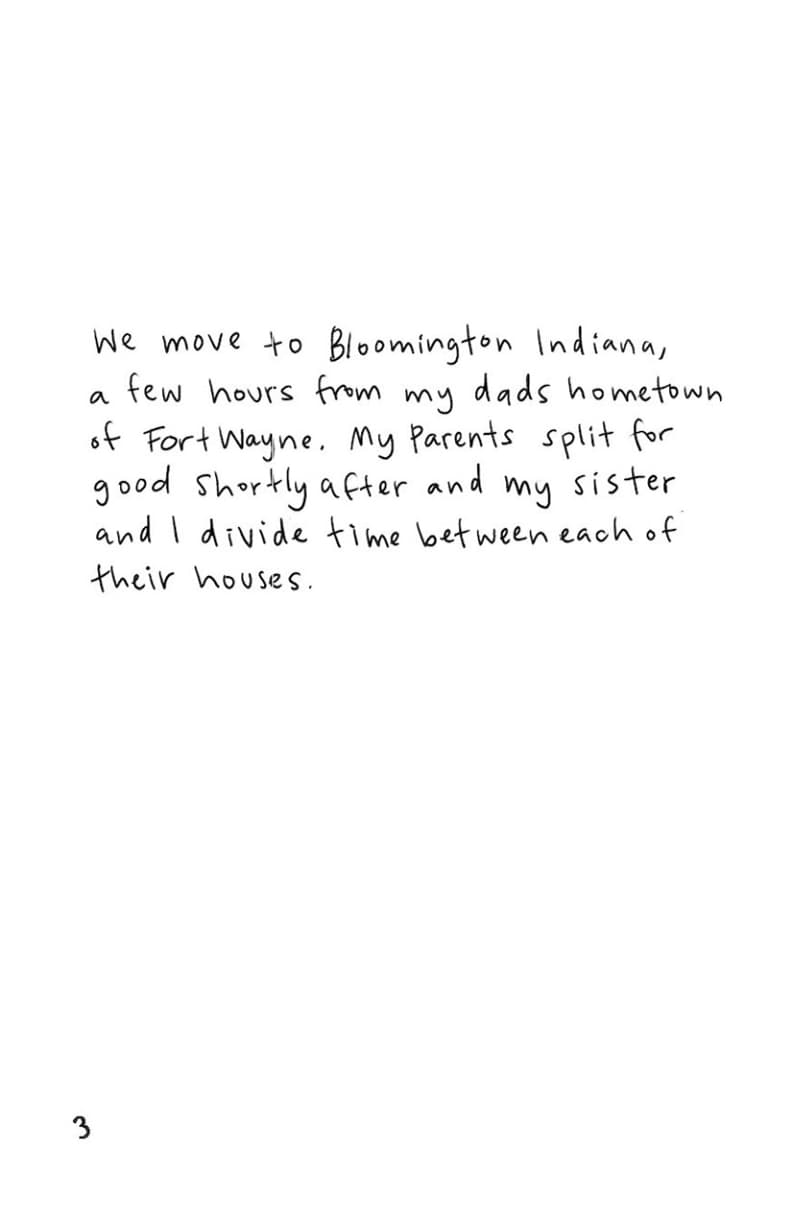 We move to Bloomington Indiana,
a few hours from my dads hometown
of Fort Wayne. My Parents split for
good Shortly after and my sister
and I divide time between each of
their houses.
3